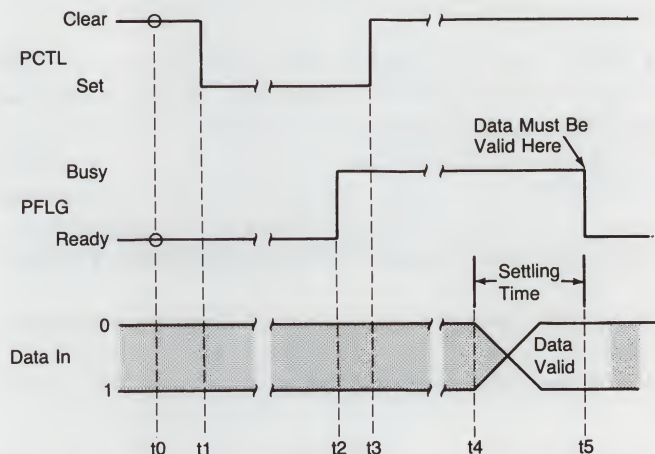 Clear
PCTL
Set
Data Must Be
Valid Here
Busy
PFLG
Ready
Settling
Time
0
Data In
Data
Valid
1
t0 t1 t2 t3 t4 t5